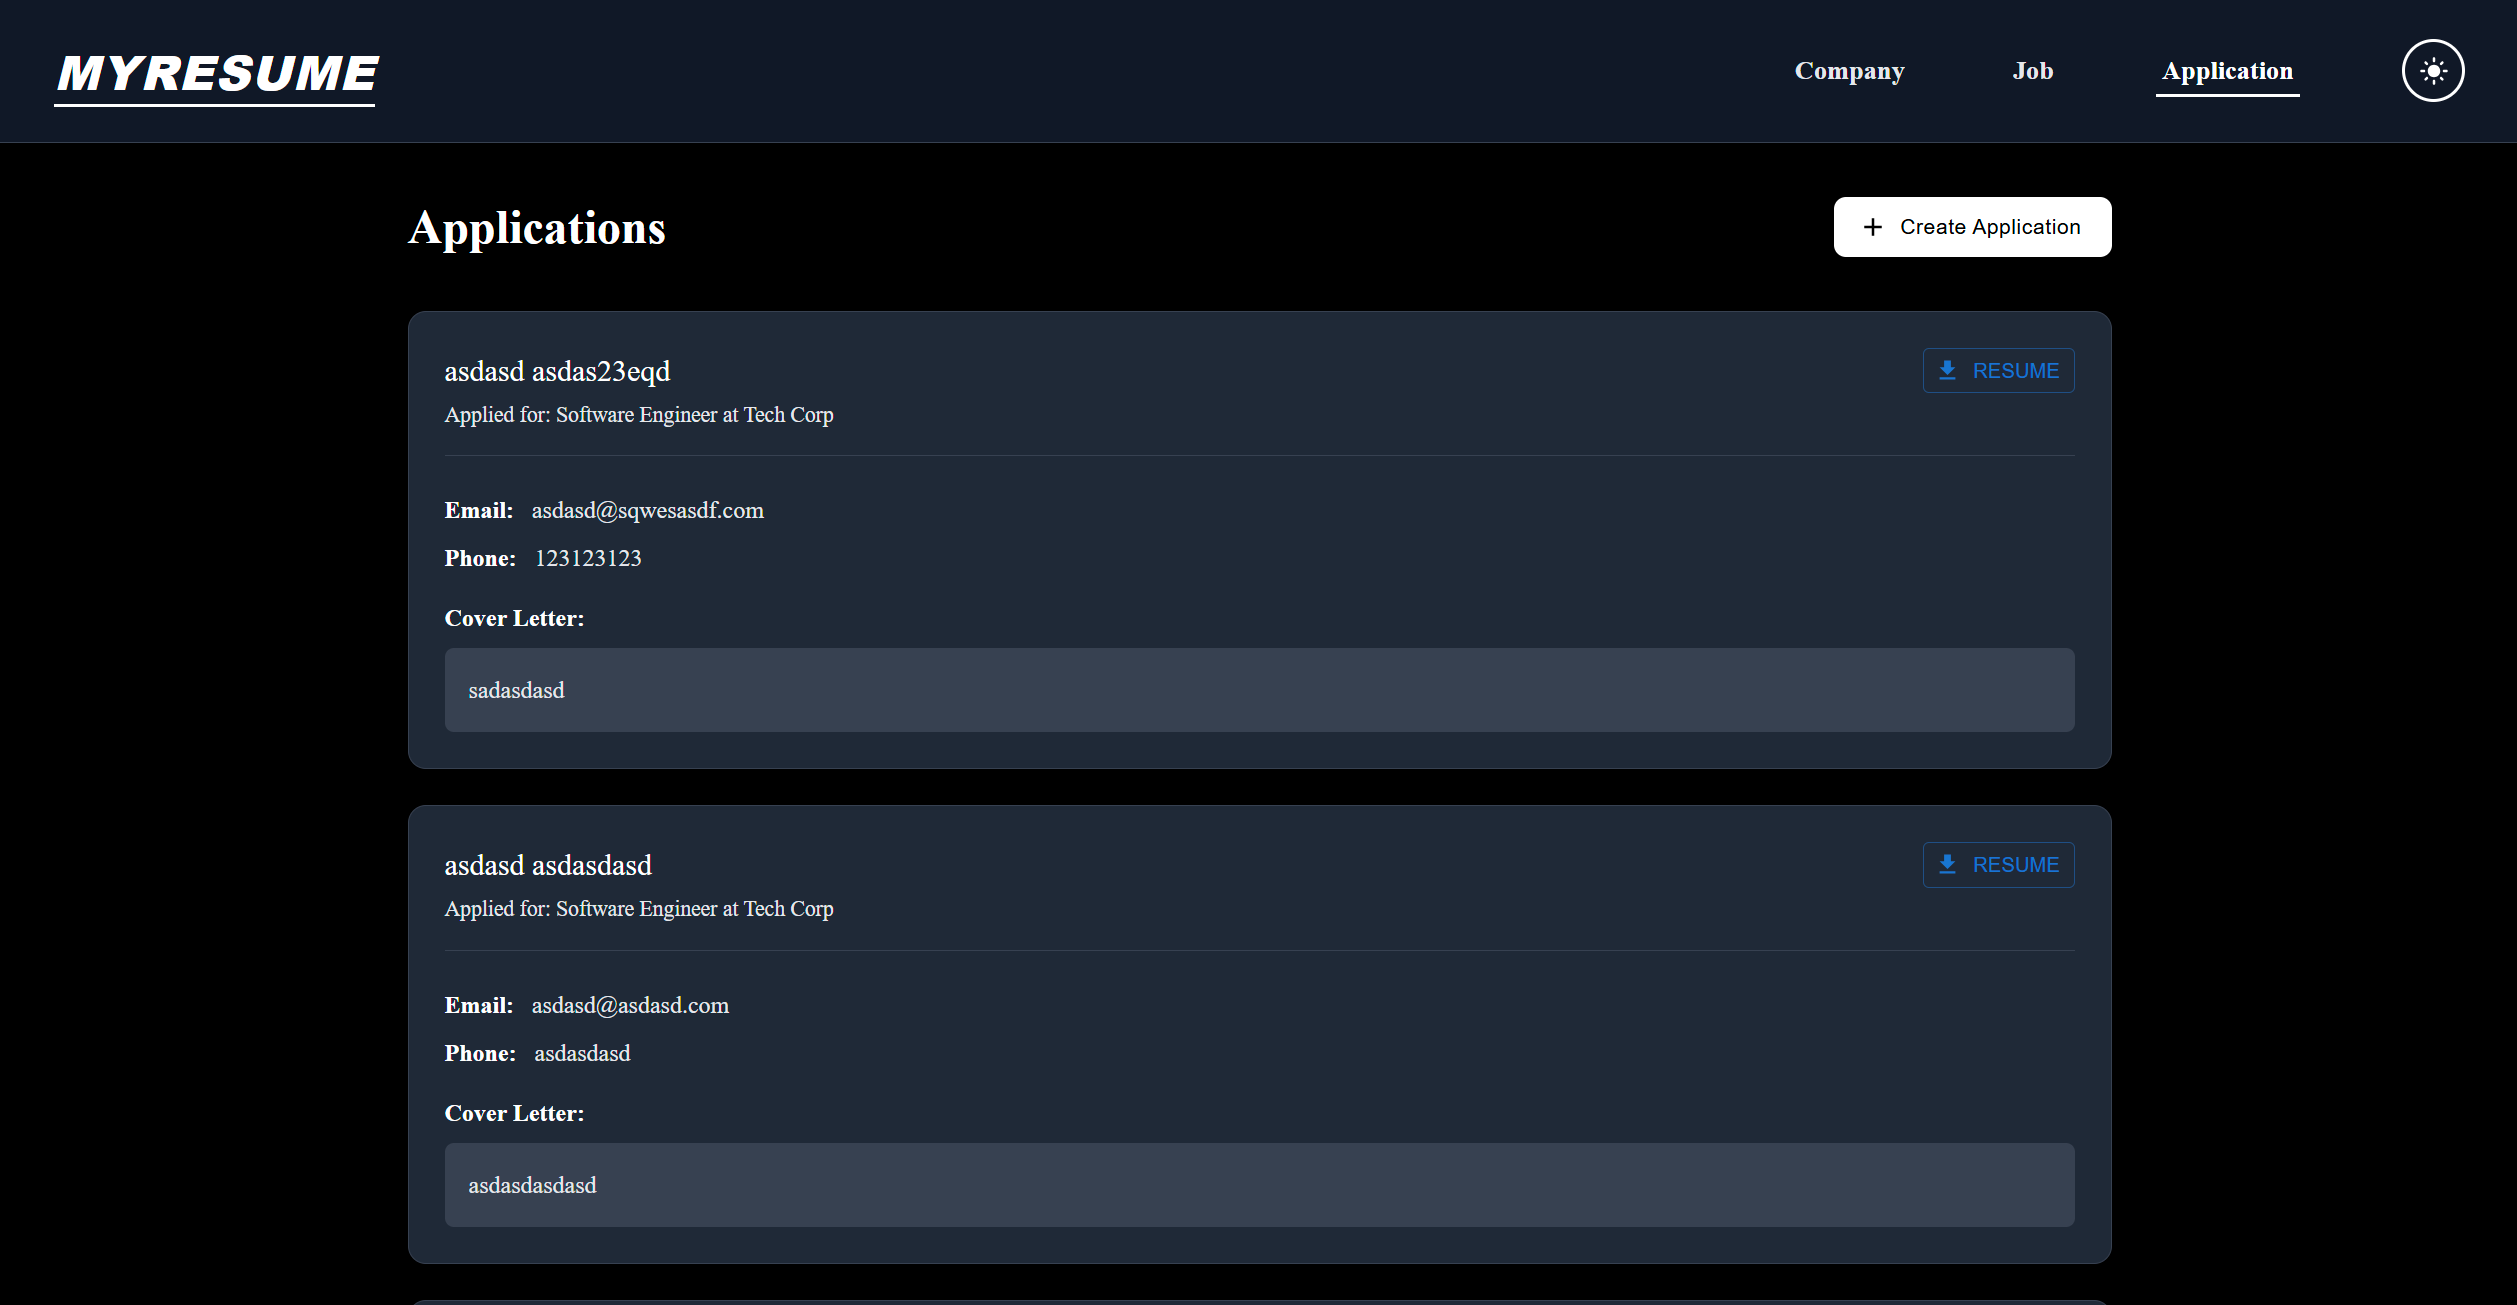 MYRESUME
Company
Job
Application
Applications
Create Application
asdasd asdas23eqd
RESUME
Applied for: Software Engineer at Tech Corp
Email: asdasd@sqwesasdf.com
Phone: 123123123
Cover Letter:
sadasdasd
asdasd asdasdasd
RESUME
Applied for: Software Engineer at Tech Corp
Email: asdasd@asdasd.com
Phone: asdasdasd
Cover Letter:
asdasdasdasd